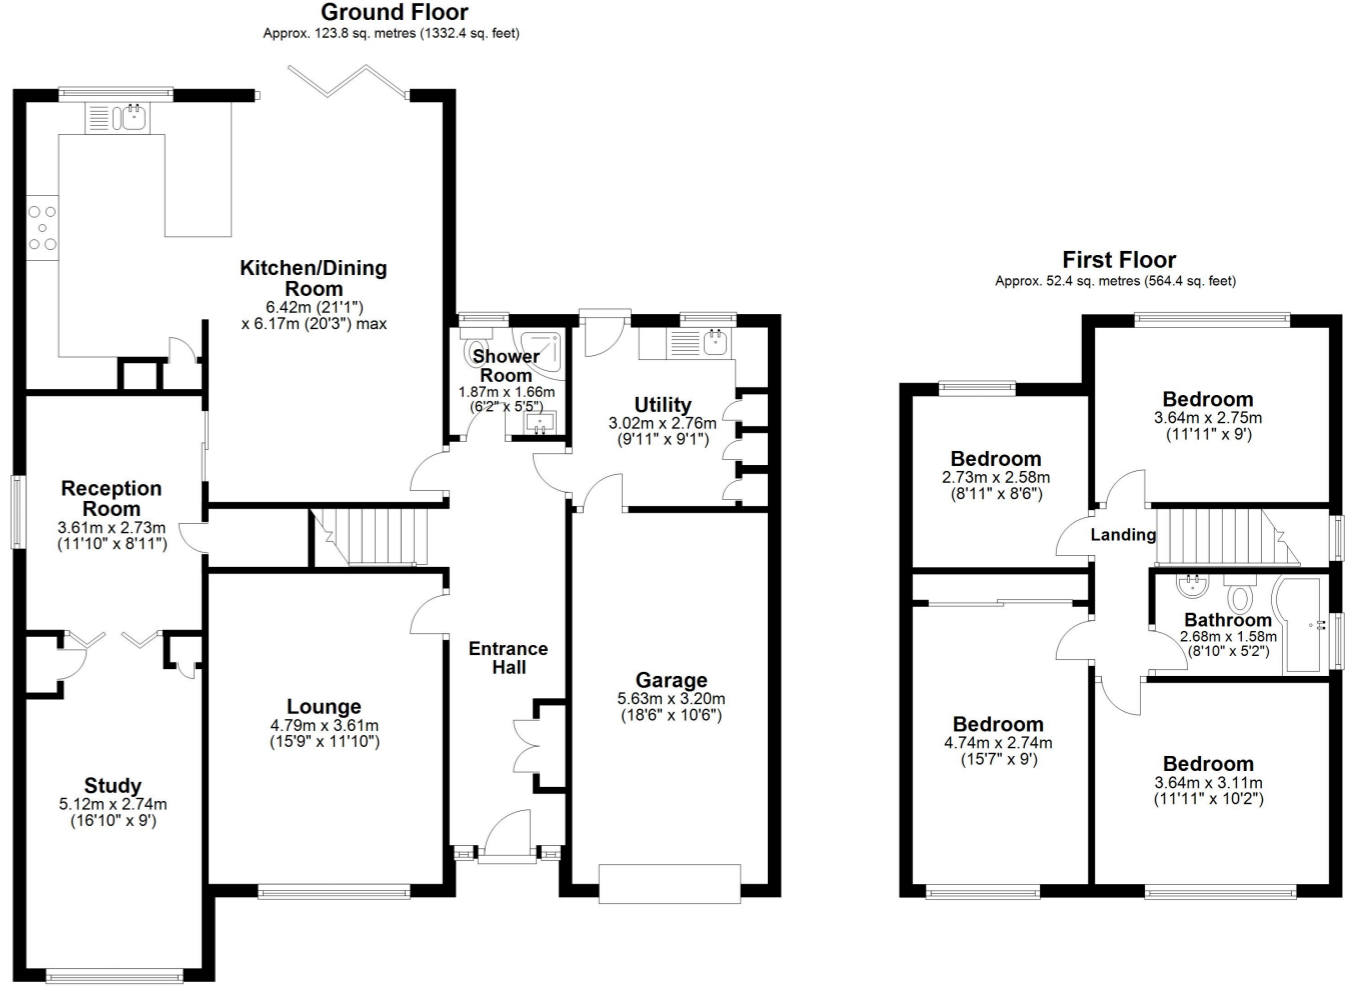 Ground Floor
Approx. 123.8 sq. metres (1332.4 sq. feet)
Kitchen/Dining
Room
6.42m (21'1")
x 6.17m (20'3") max
Shower
Room
1.87m x 1.66m
(6'2" x 5'5")
Utility
3.02m x 2.76m
(9'11" x 9'1")
Reception
Room
3.61m x 2.73m
(11'10" x 8'11")
Entrance
Hall
Garage
5.63m x 3.20m
(18'6" x 10'6")
Lounge
4.79m x 3.61m
(15'9" x 11'10")
Study
5.12m x 2.74m
(16'10" x 9')
First Floor
Approx. 52.4 sq. metres (564.4 sq. feet)
Bedroom
3.64m x 2.75m
(11'11" x 9')
Bedroom
2.73m x 2.58m
(8'11" x 8'6")
Landing
Bathroom
2.68m x 1.58m
(8'10" x 5'2")
Bedroom
4.74m x 2.74m
(15'7" x 9')
Bedroom
3.64m x 3.11m
(11'11" x 10'2")